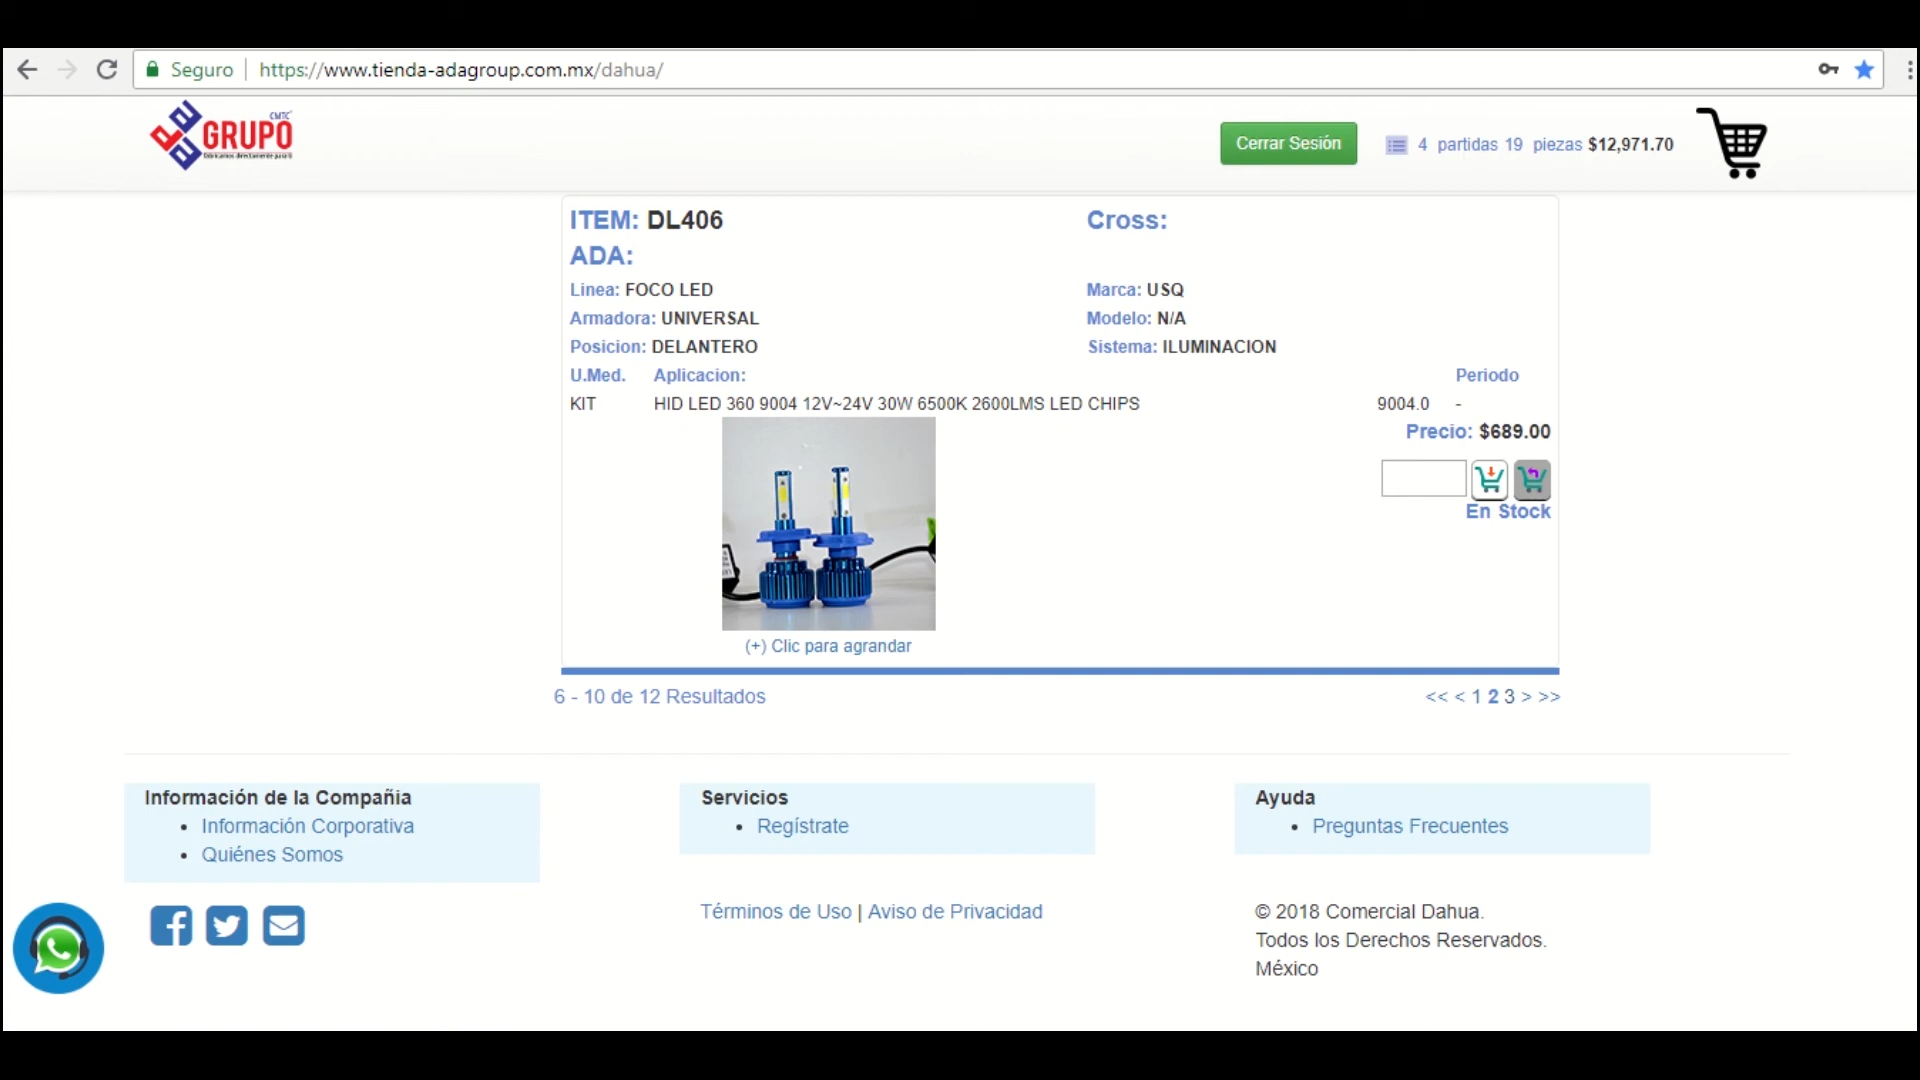 Seguro https://www.tienda-adagroup.com.mx/dahua/
CMTC
GRUPO
Cerrar Sesión
4 partidas 19 piezas $12,971.70
ITEM: DL406 Cross:
ADA:
Linea: FOCO LED Marca: USQ
Armadora: UNIVERSAL Modelo: N/A
Posicion: DELANTERO Sistema: ILUMINACION
U.Med. Aplicacion: Periodo
KIT HID LED 360 9004 12V~24V 30W 6500K 2600LMS LED CHIPS 9004.0 -
Precio: $689.00
En Stock
(+) Clic para agrandar
6 - 10 de 12 Resultados << < 1 2 3 > >>
Información de la Compañia
• Información Corporativa
• Quiénes Somos
Servicios
• Regístrate
Ayuda
• Preguntas Frecuentes
Términos de Uso | Aviso de Privacidad
© 2018 Comercial Dahua.
Todos los Derechos Reservados.
México